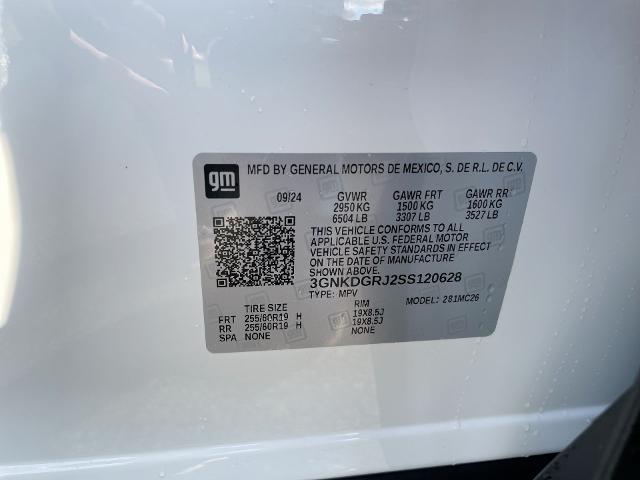 gm
MFD BY GENERAL MOTORS DE MEXICO, S. DE R.L. DE C.V.
09/24 GVWR GAWR FRT GAWR RR
2950 KG 1500 KG 1600 KG
6504 LB 3307 LB 3527 LB
THIS VEHICLE CONFORMS TO ALL
APPLICABLE U.S. FEDERAL MOTOR
VEHICLE SAFETY STANDARDS IN EFFECT
ON THE DATE OF MANUFACTURE
3GNKDGRJ2SS120628
TYPE: MPV MODEL: 281MC26
TIRE SIZE RIM
FRT 255/60R19 H 19X8.5J
RR 255/60R19 H 19X8.5J
SPA NONE NONE